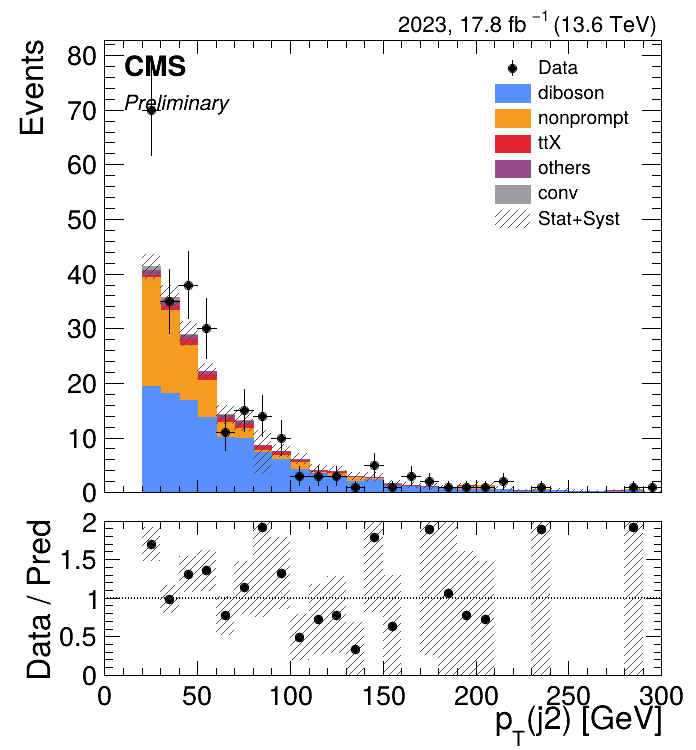 2023, 17.8 fb⁻¹ (13.6 TeV)
CMS
Preliminary
Events
80
70
60
50
40
30
20
10
0
Data
diboson
nonprompt
ttX
others
conv
Stat+Syst
Data / Pred
2
1.5
1
0.5
0
0 50 100 150 200 250 300
p_T(j2) [GeV]